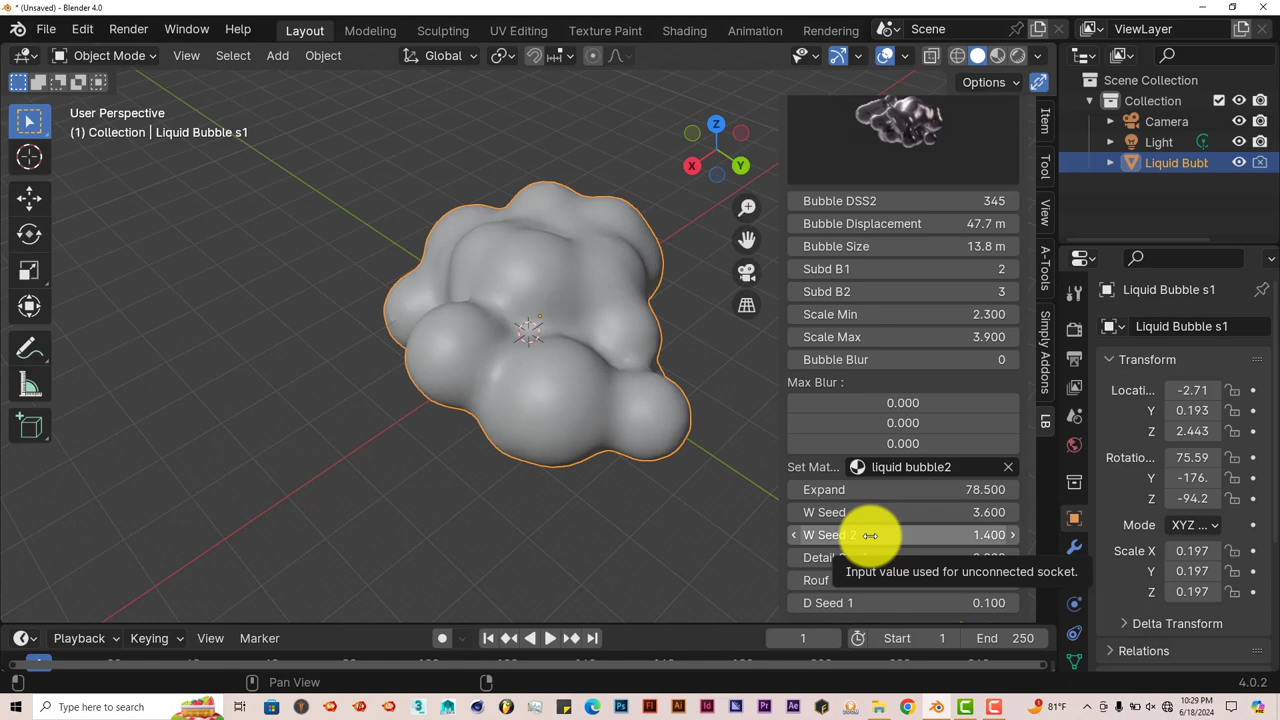 * (Unsaved) - Blender 4.0
File Edit Render Window Help Layout Modeling Sculpting UV Editing Texture Paint Shading Animation Rendering Scene ViewLayer
Object Mode View Select Add Object Global
Options
User Perspective
(1) Collection | Liquid Bubble s1
Z
X
Y
Item
Tool
View
A-Tools
Simply Addons
LB
Bubble DSS2 345
Bubble Displacement 47.7 m
Bubble Size 13.8 m
Subd B1 2
Subd B2 3
Scale Min 2.300
Scale Max 3.900
Bubble Blur 0
Max Blur :
0.000
0.000
0.000
Set Mat... liquid bubble2
Expand 78.500
W Seed 3.600
W Seed 2 1.400
Input value used for unconnected socket.
D Seed 1 0.100
Scene Collection
Collection
Camera
Light
Liquid Bubb
Liquid Bubble s1
Liquid Bubble s1
Transform
Locati... -2.71
Y 0.193
Z 2.443
Rotatio... 75.59
Y -176.
Z -94.2
Mode XYZ ...
Scale X 0.197
Y 0.197
Z 0.197
Delta Transform
Relations
Playback Keying View Marker
1 Start 1 End 250
1
Pan View
4.0.2
Type here to search
81°F
10:29 PM
6/18/2024